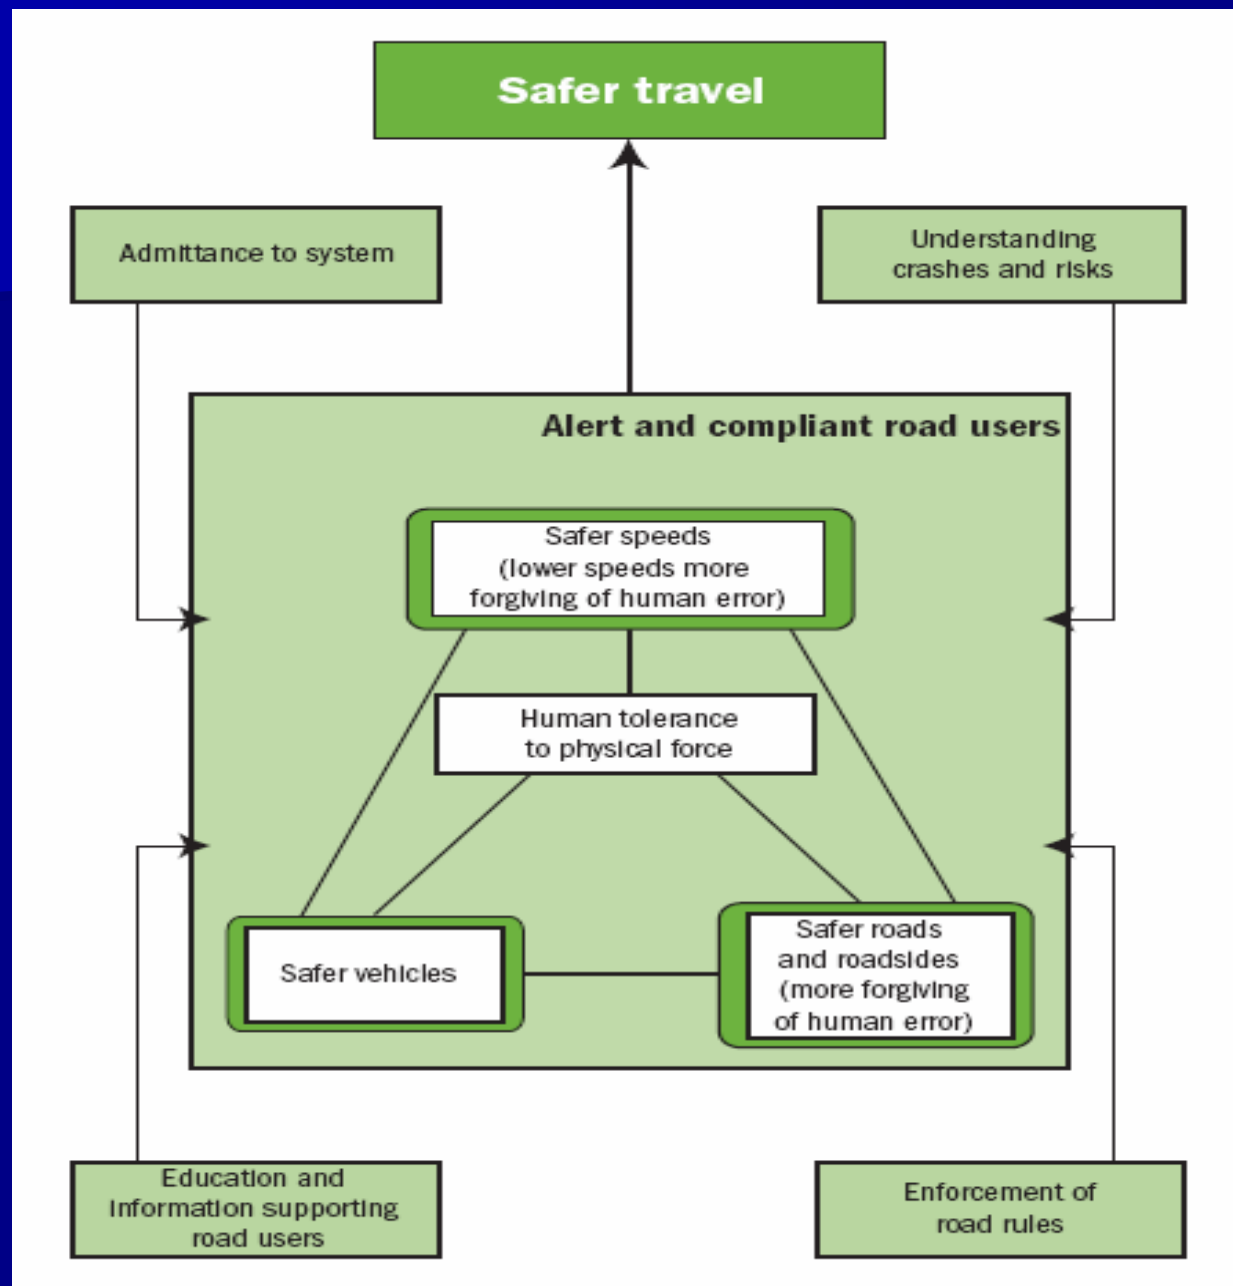 Safer travel
Admittance to system
Understanding
crashes and risks
Alert and compliant road users
Safer speeds
(lower speeds more
forgiving of human error)
Human tolerance
to physical force
Safer vehicles
Safer roads
and roadsides
(more forgiving
of human error)
Education and
information supporting
road users
Enforcement of
road rules